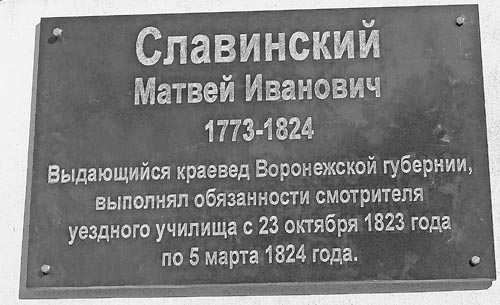 Славинский
Матвей Иванович
1773-1824
Выдающийся краевед Воронежской губернии,
выполнял обязанности смотрителя
уездного училища с 23 октября 1823 года
по 5 марта 1824 года.